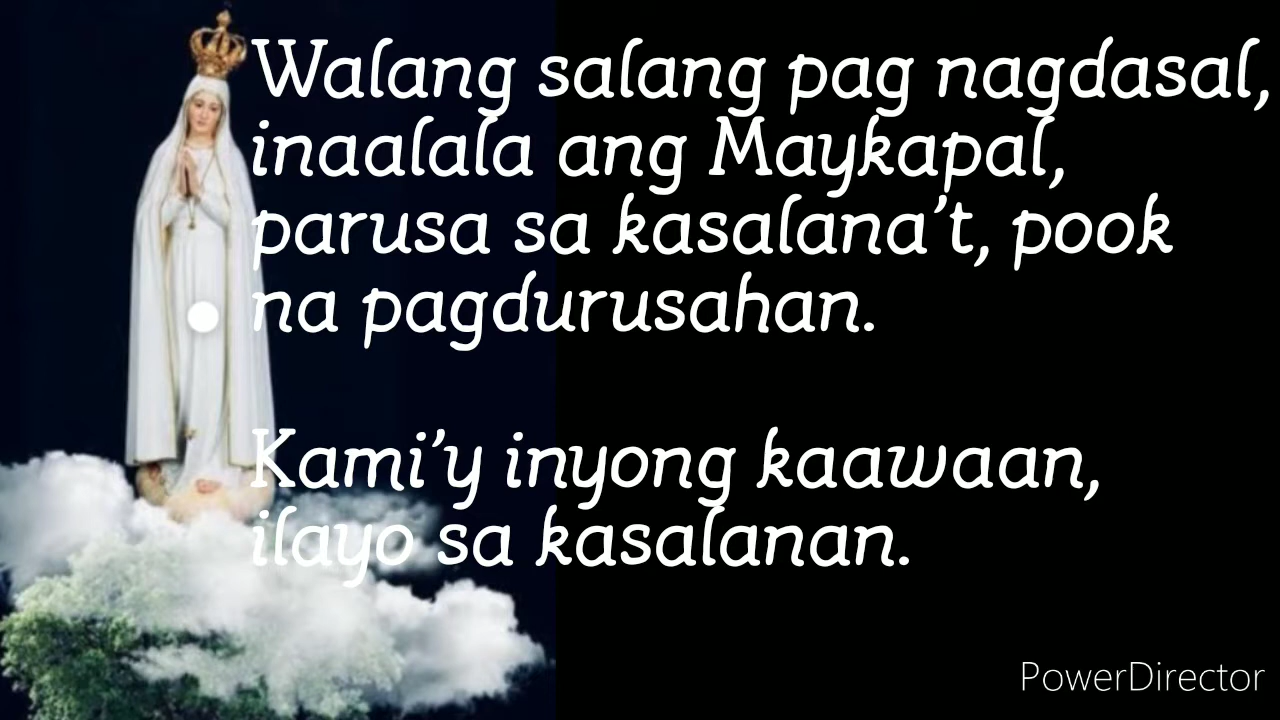 Walang salang pag nagdasal,
inaalala ang Maykapal,
parusa sa kasalana’t, pook
na pagdurusahan.
Kami’y inyong kaawaan,
ilayo sa kasalanan.
PowerDirector